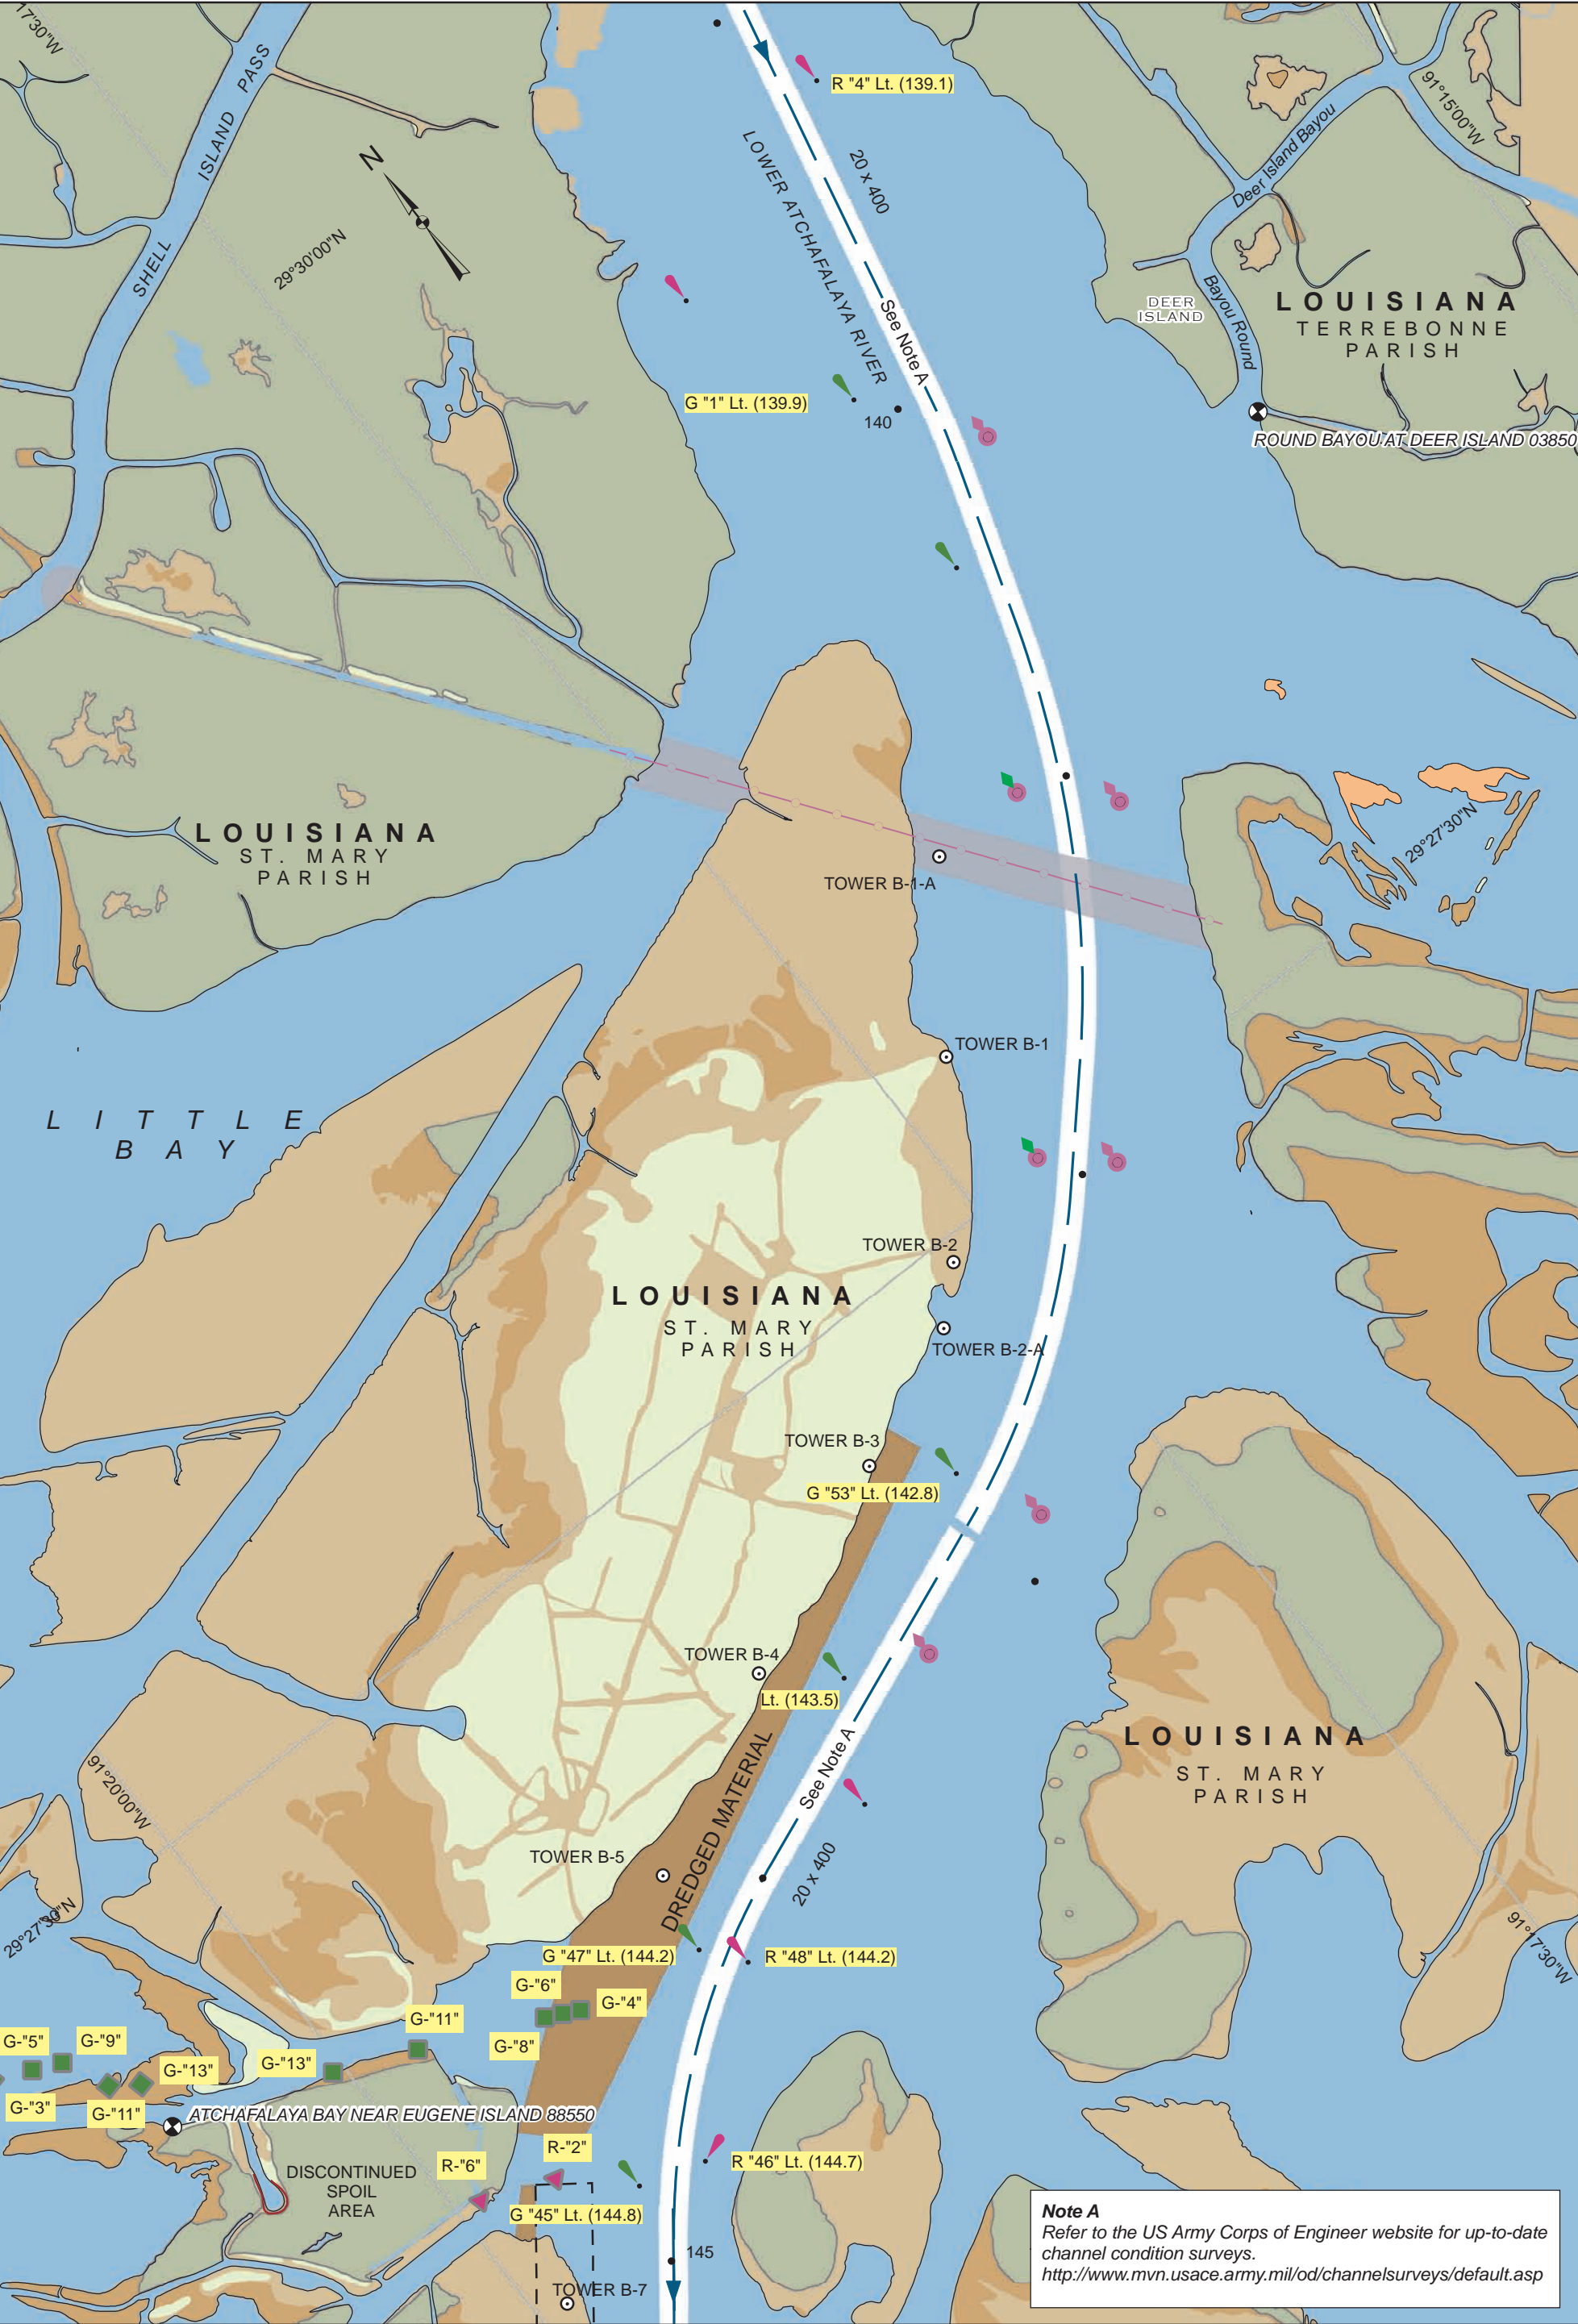 17'30"W
SHELL ISLAND PASS
R "4" Lt. (139.1)
91°15'00"W
Deer Island Bayou
N
20 x 400
LOWER ATCHAFALAYA RIVER
29°30'00"N
Bayou Round
DEER
ISLAND
LOUISIANA
TERREBONNE
PARISH
See Note A
G "1" Lt. (139.9)
140
ROUND BAYOU AT DEER ISLAND 03850
LOUISIANA
ST. MARY
PARISH
29°27'30"N
TOWER B-1-A
TOWER B-1
LITTLE
BAY
TOWER B-2
LOUISIANA
ST. MARY
PARISH
TOWER B-2-A
TOWER B-3
G "53" Lt. (142.8)
TOWER B-4
Lt. (143.5)
LOUISIANA
ST. MARY
PARISH
See Note A
DREDGED MATERIAL
91°20'00"W
TOWER B-5
20 x 400
29°27'30"N
91°17'30"W
G "47" Lt. (144.2)
R "48" Lt. (144.2)
G-"6"
G-"4"
G-"11"
G-"8"
G-"5"
G-"9"
G-"13"
G-"13"
G-"3"
G-"11"
ATCHAFALAYA BAY NEAR EUGENE ISLAND 88550
R-"2"
R-"6"
R "46" Lt. (144.7)
DISCONTINUED
SPOIL
AREA
G "45" Lt. (144.8)
145
TOWER B-7
Note A
Refer to the US Army Corps of Engineer website for up-to-date
channel condition surveys.
http://www.mvn.usace.army.mil/od/channelsurveys/default.asp